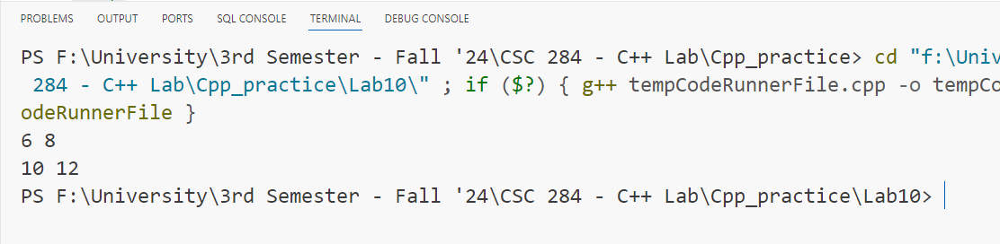 PROBLEMS OUTPUT PORTS SQL CONSOLE TERMINAL DEBUG CONSOLE
PS F:\University\3rd Semester - Fall '24\CSC 284 - C++ Lab\Cpp_practice> cd "f:\Univ
284 - C++ Lab\Cpp_practice\Lab10\" ; if ($?) { g++ tempCodeRunnerFile.cpp -o tempCo
odeRunnerFile }
6 8
10 12
PS F:\University\3rd Semester - Fall '24\CSC 284 - C++ Lab\Cpp_practice\Lab10>